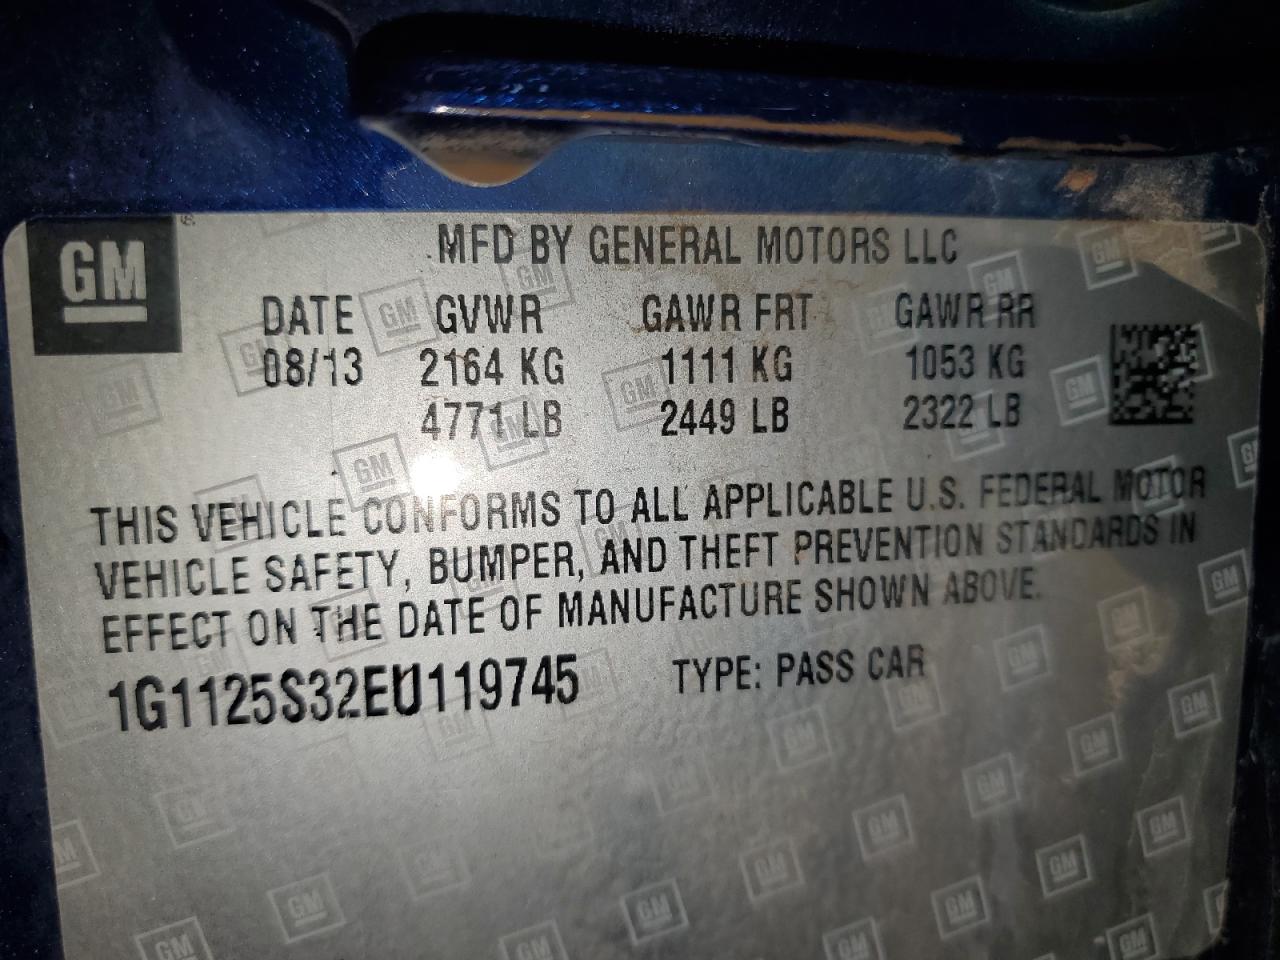 GM
MFD BY GENERAL MOTORS LLC
DATE GVWR GAWR FRT GAWR RR
08/13 2164 KG 1111 KG 1053 KG
4771 LB 2449 LB 2322 LB
THIS VEHICLE CONFORMS TO ALL APPLICABLE U.S. FEDERAL MOTOR
VEHICLE SAFETY, BUMPER, AND THEFT PREVENTION STANDARDS IN
EFFECT ON THE DATE OF MANUFACTURE SHOWN ABOVE.
1G1125S32EU119745 TYPE: PASS CAR